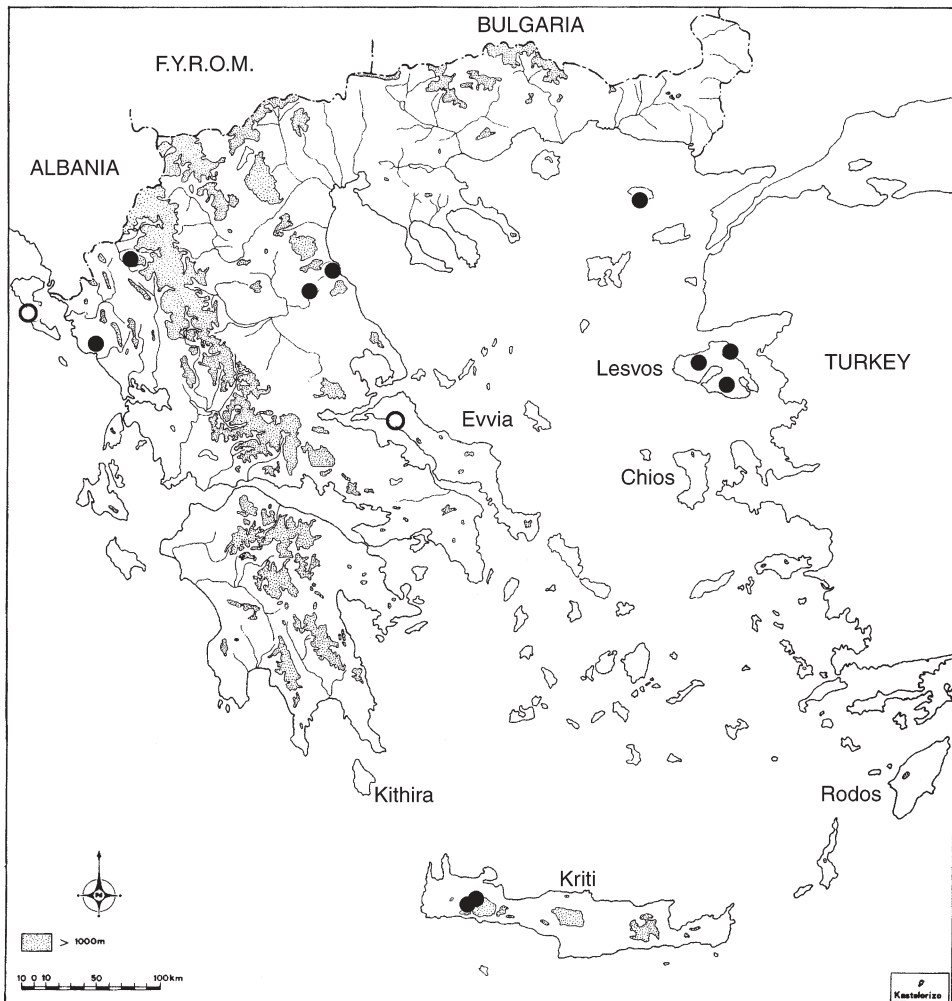 BULGARIA
F.Y.R.O.M.
ALBANIA
Lesvos
TURKEY
Evvia
Chios
Kithira
Rodos
Kriti
N
> 1000m
10 0 10 50 100km
Kastelorizo